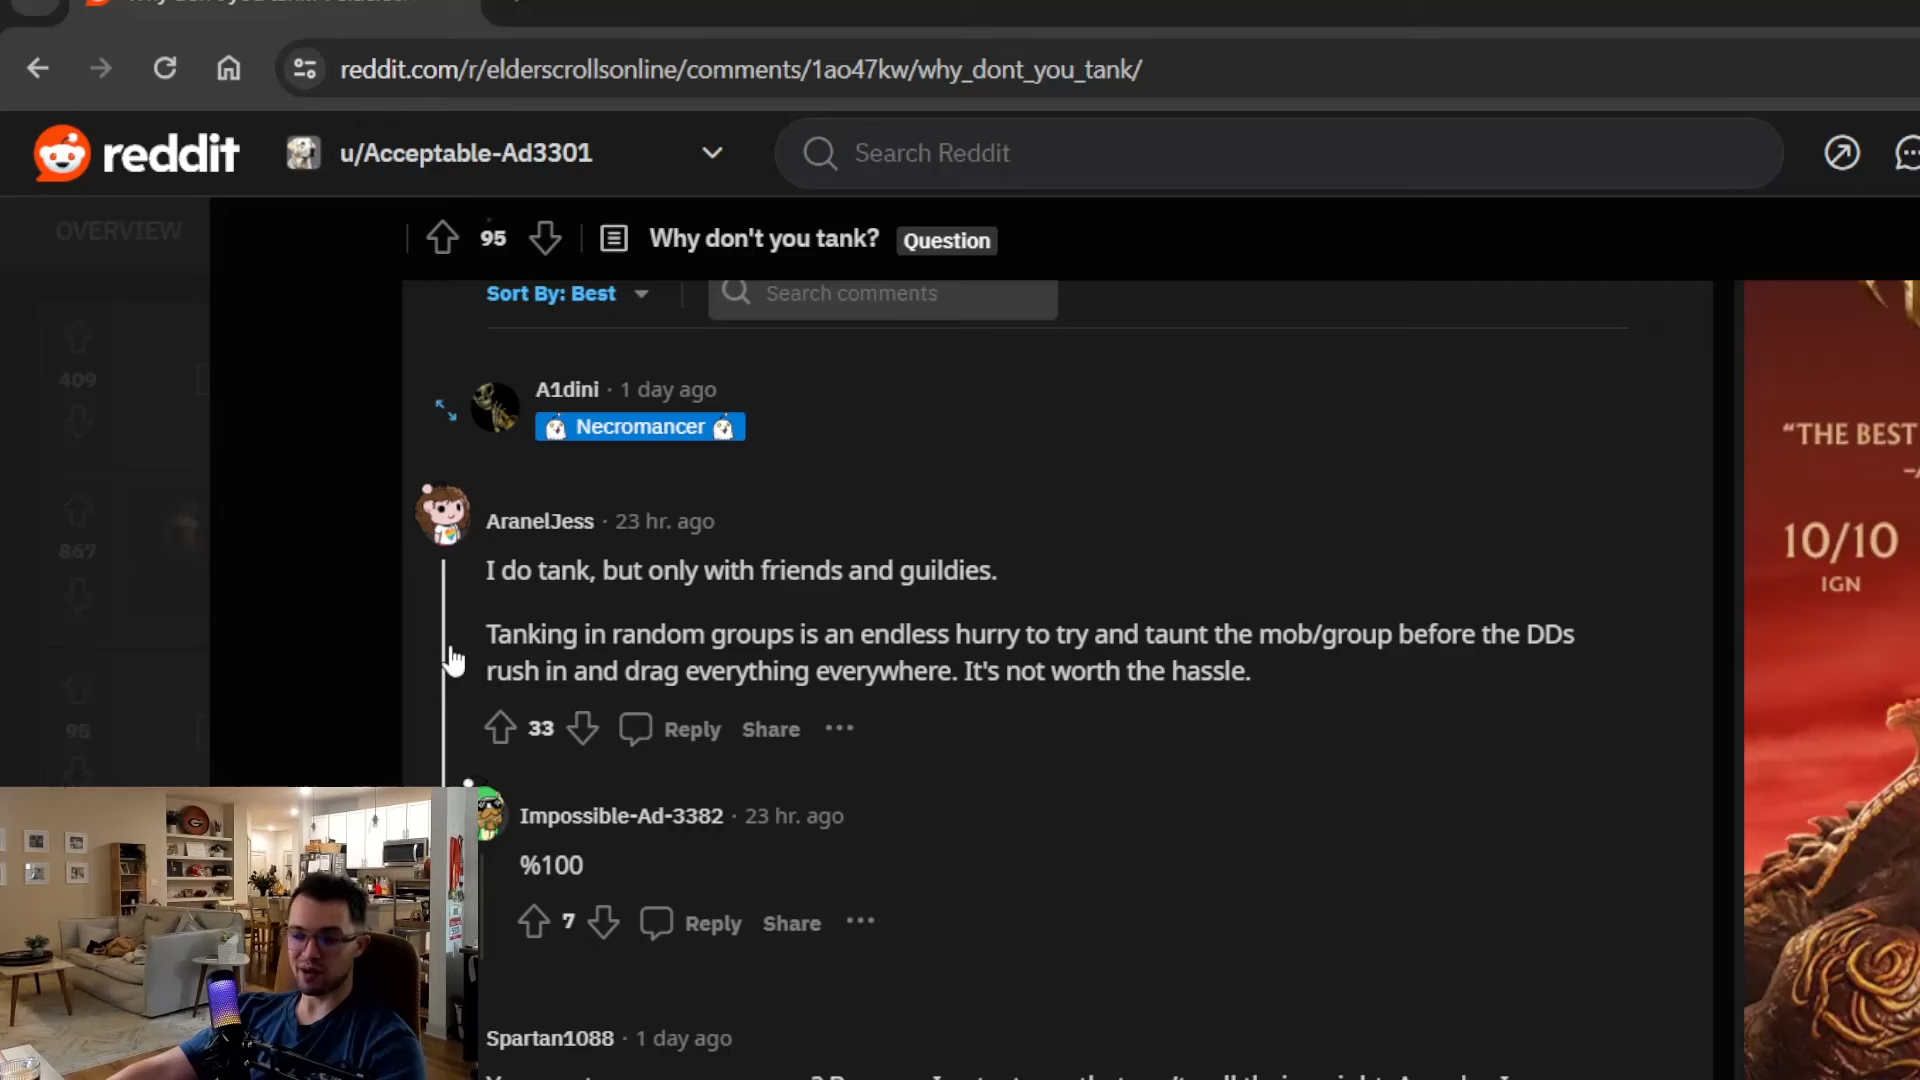 reddit.com/r/elderscrollsonline/comments/1ao47kw/why_dont_you_tank/
reddit
u/Acceptable-Ad3301
Search Reddit
OVERVIEW
95
Why don't you tank?
Question
Sort By: Best
Search comments
409
A1dini · 1 day ago
Necromancer
"THE BEST
AranelJess · 23 hr. ago
867
10/10
I do tank, but only with friends and guildies.
IGN
Tanking in random groups is an endless hurry to try and taunt the mob/group before the DDs
rush in and drag everything everywhere. It's not worth the hassle.
95
33
Reply
Share
Impossible-Ad-3382 · 23 hr. ago
%100
7
Reply
Share
Spartan1088 · 1 day ago